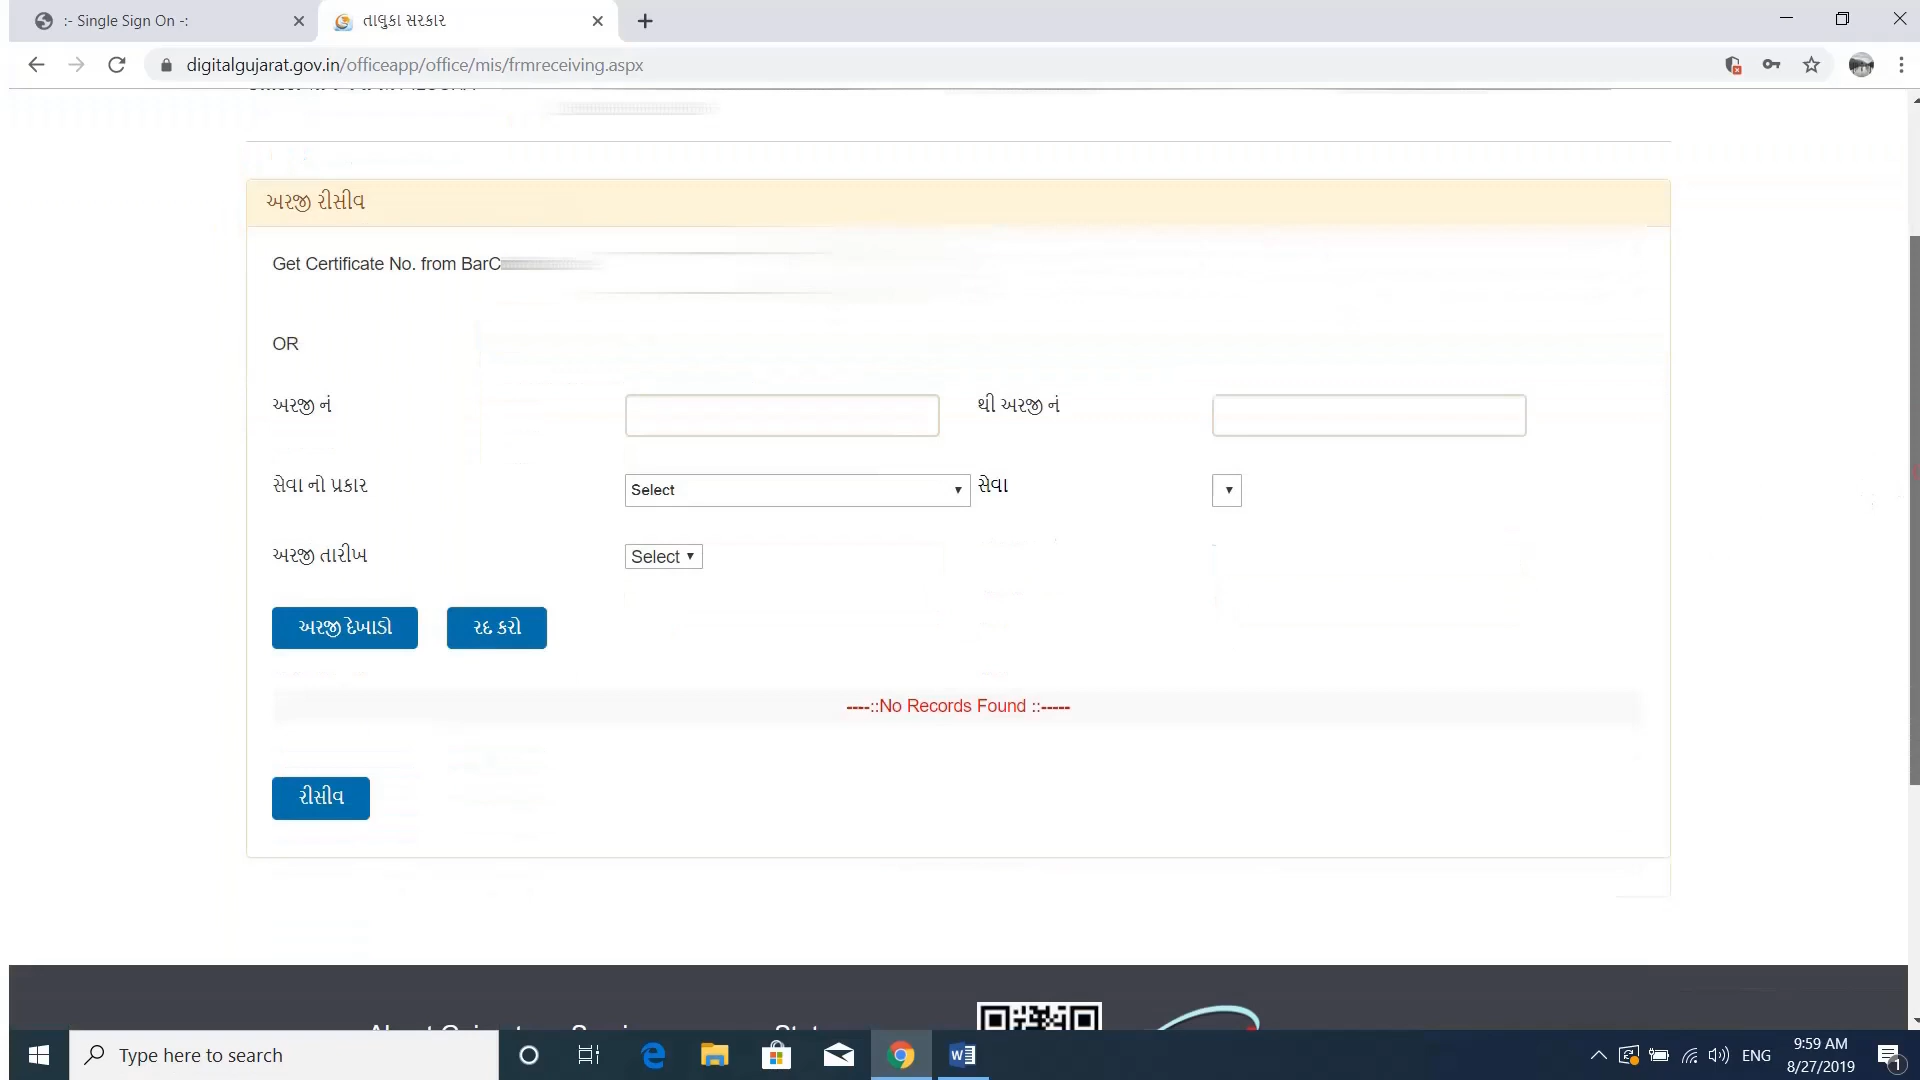 :- Single Sign On -:
તાલુકા સરકાર
digitalgujarat.gov.in/officeapp/office/mis/frmreceiving.aspx
અરજી રીસીવ
Get Certificate No. from BarC
OR
અરજી નં
થી અરજી નં
સેવા નો પ્રકાર
Select
સેવા
અરજી તારીખ
Select
અરજી દેખાડો
રદ કરો
----::No Records Found ::-----
રીસીવ
Type here to search
ENG
9:59 AM
8/27/2019
1